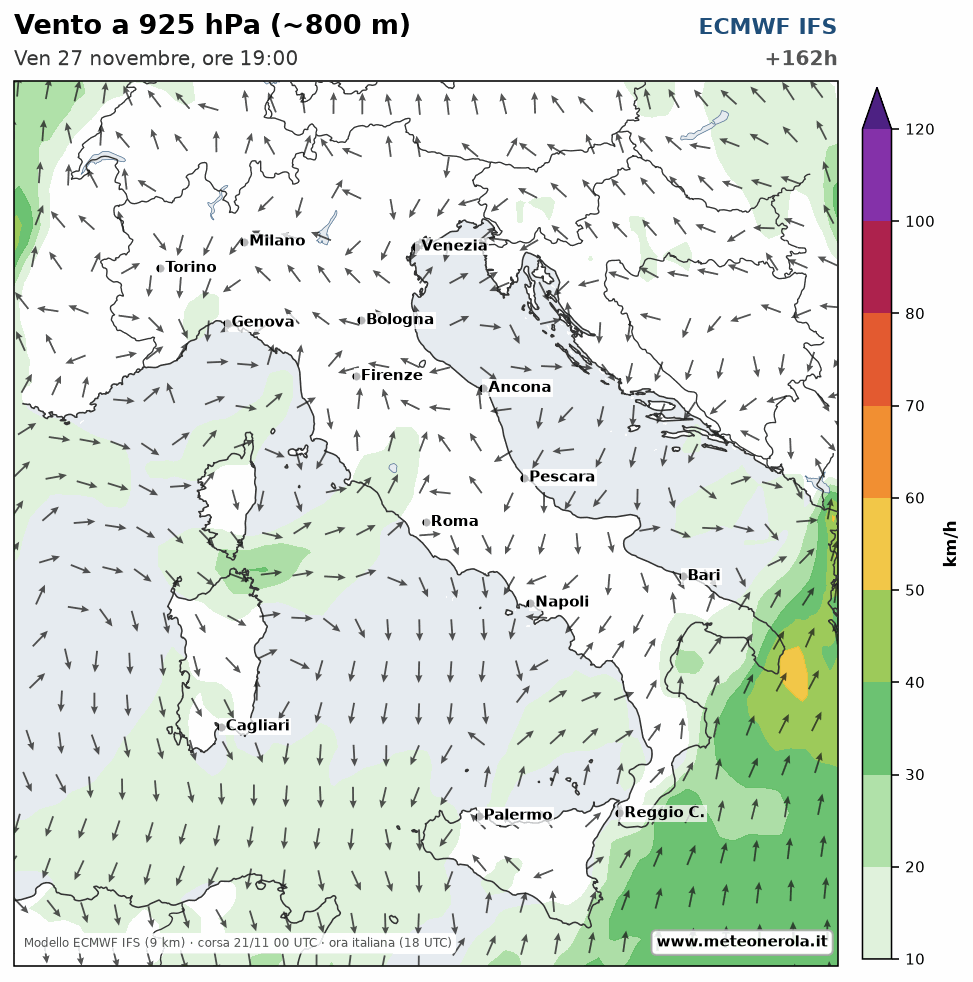 Vento a 925 hPa (~800 m)
ECMWF IFS
Ven 27 novembre, ore 19:00
+162h
120
100
80
70
60
50
40
30
20
10
km/h
Milano
Venezia
Torino
Genova
Bologna
Firenze
Ancona
Pescara
Roma
Bari
Napoli
Cagliari
Palermo
Reggio C.
Modello ECMWF IFS (9 km) · corsa 21/11 00 UTC · ora italiana (18 UTC)
www.meteonerola.it